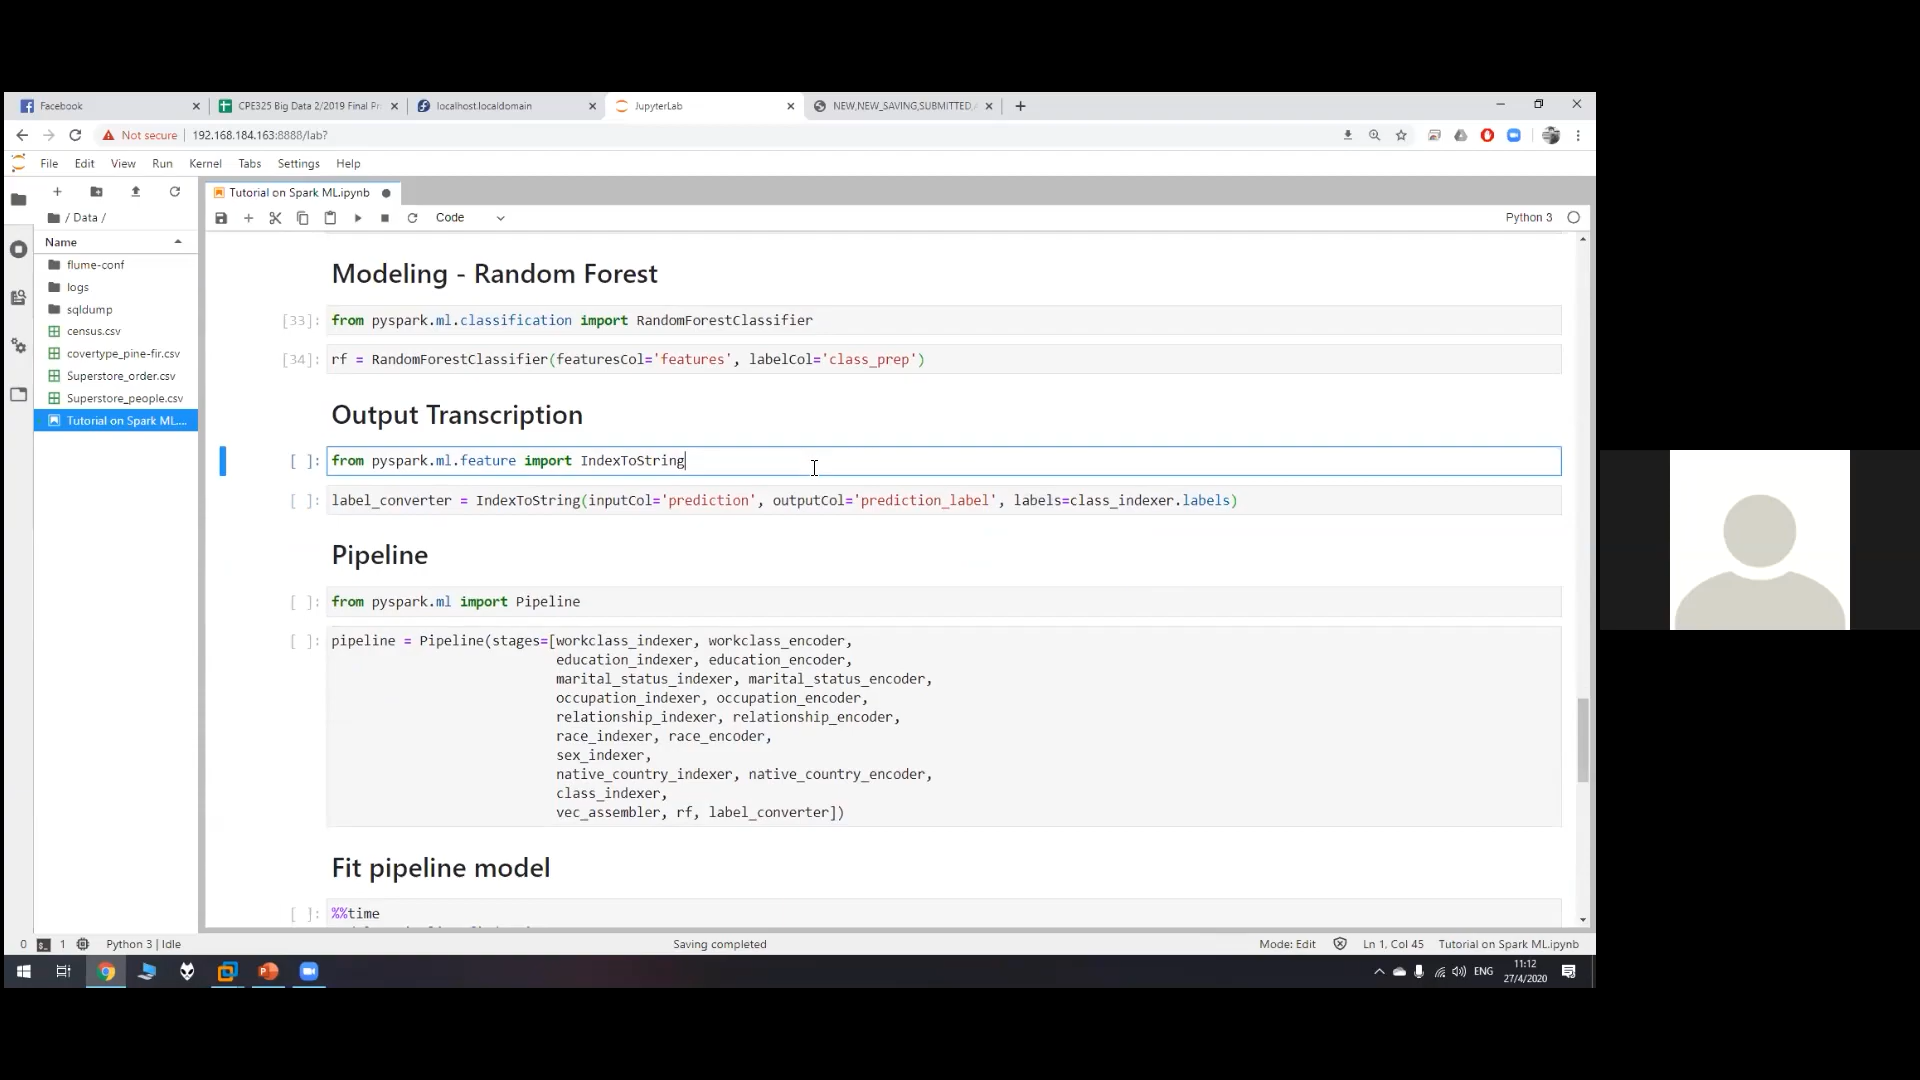 Facebook
CPE325 Big Data 2/2019 Final Pr
localhost.localdomain
JupyterLab
NEW,NEW_SAVING,SUBMITTED,
Not secure
192.168.184.163:8888/lab?
File Edit View Run Kernel Tabs Settings Help
Tutorial on Spark ML.ipynb
Code
Python 3
/ Data /
Name
flume-conf
logs
sqldump
census.csv
covertype_pine-fir.csv
Superstore_order.csv
Superstore_people.csv
Tutorial on Spark ML....
Modeling - Random Forest
[33]: from pyspark.ml.classification import RandomForestClassifier
[34]: rf = RandomForestClassifier(featuresCol='features', labelCol='class_prep')
Output Transcription
[ ]: from pyspark.ml.feature import IndexToString
[ ]: label_converter = IndexToString(inputCol='prediction', outputCol='prediction_label', labels=class_indexer.labels)
Pipeline
[ ]: from pyspark.ml import Pipeline
[ ]: pipeline = Pipeline(stages=[workclass_indexer, workclass_encoder,
education_indexer, education_encoder,
marital_status_indexer, marital_status_encoder,
occupation_indexer, occupation_encoder,
relationship_indexer, relationship_encoder,
race_indexer, race_encoder,
sex_indexer,
native_country_indexer, native_country_encoder,
class_indexer,
vec_assembler, rf, label_converter])
Fit pipeline model
[ ]: %%time
0 1 Python 3 | Idle
Saving completed
Mode: Edit
Ln 1, Col 45
Tutorial on Spark ML.ipynb
ENG
11:12
27/4/2020